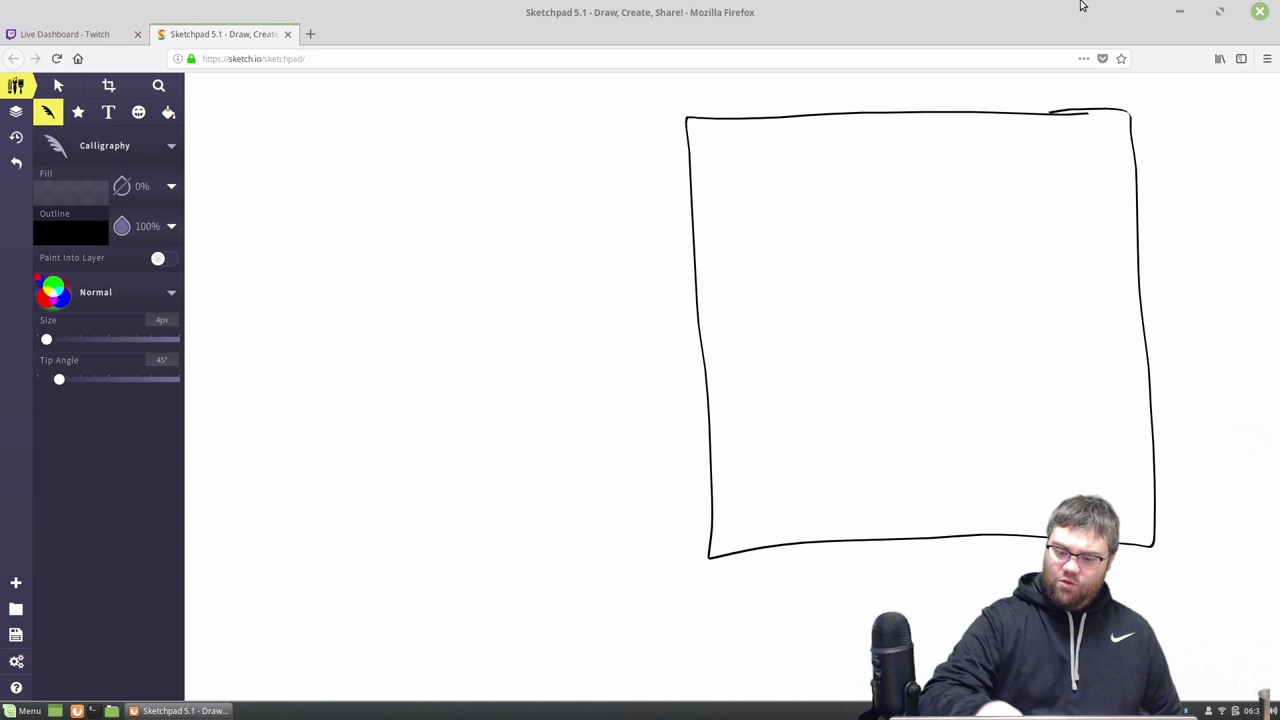 Sketchpad 5.1 - Draw, Create, Share! - Mozilla Firefox
Live Dashboard - Twitch
Sketchpad 5.1 - Draw, Create
https://sketch.io/sketchpad/
Calligraphy
Fill
0%
Outline
100%
Paint Into Layer
Normal
Size
4px
Tip Angle
45°
Menu
Sketchpad 5.1 - Draw...
06:3